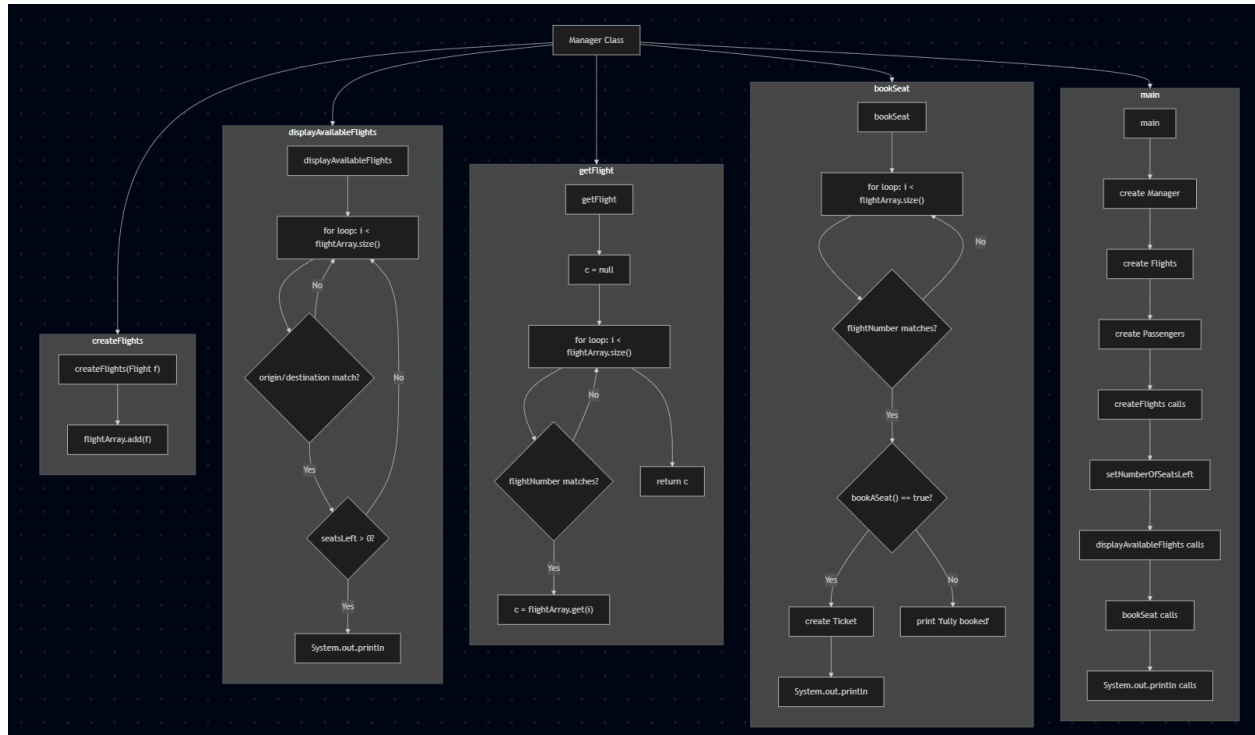 Manager Class
createFlights
createFlights(Flight f)
flightArray.add(f)
displayAvailableFlights
displayAvailableFlights
for loop: i <
flightArray.size()
No
origin/destination match?
No
Yes
seatsLeft > 0?
Yes
System.out.println
getFlight
getFlight
c = null
for loop: i <
flightArray.size()
No
flightNumber matches?
return c
Yes
c = flightArray.get(i)
bookSeat
bookSeat
for loop: i <
flightArray.size()
No
flightNumber matches?
Yes
bookASeat() == true?
Yes
No
create Ticket
print 'fully booked'
System.out.println
main
main
create Manager
create Flights
create Passengers
createFlights calls
setNumberOfSeatsLeft
displayAvailableFlights calls
bookSeat calls
System.out.println calls